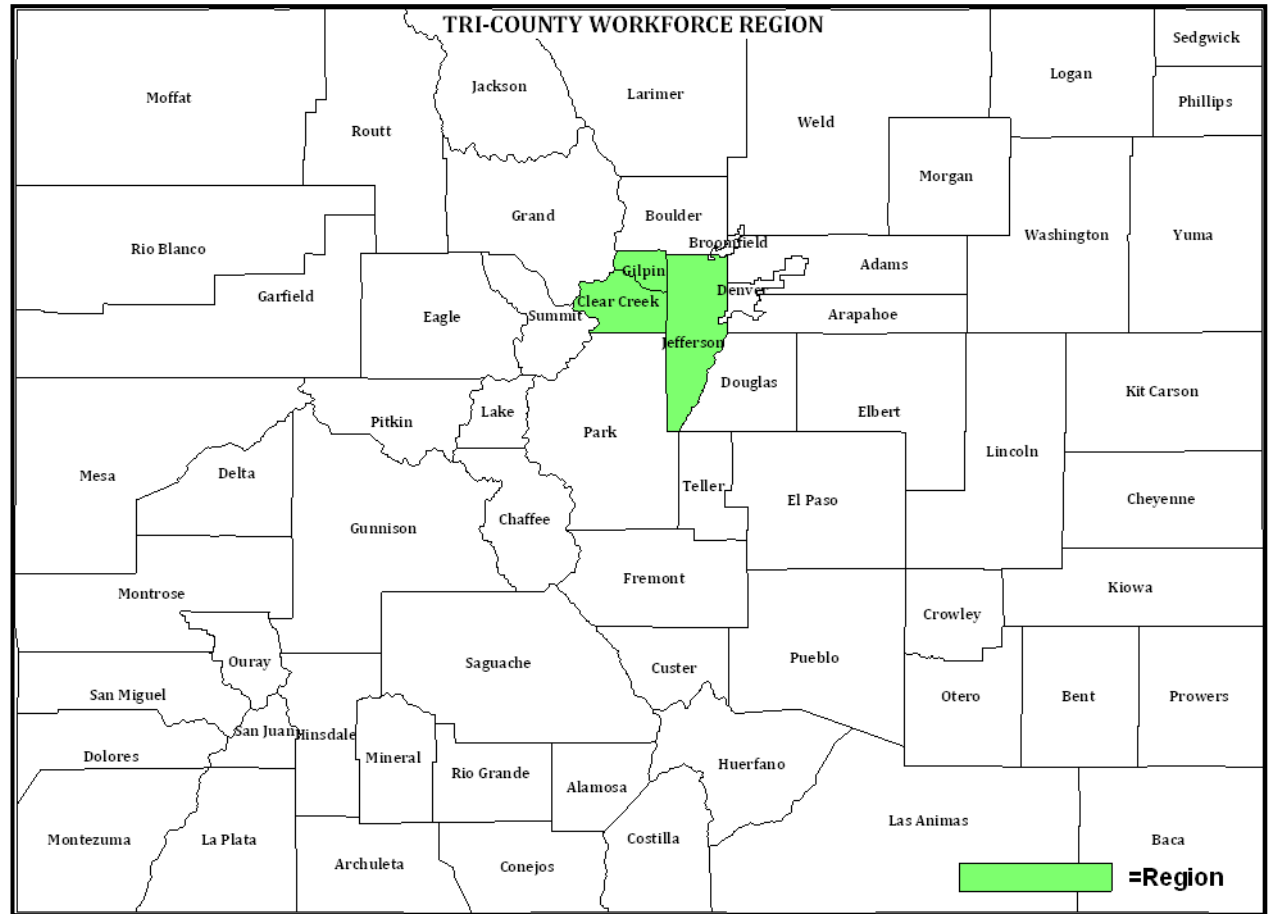 TRI-COUNTY WORKFORCE REGION
Sedgwick
Logan
Jackson
Larimer
Moffat
Phillips
Weld
Routt
Morgan
Grand
Boulder
Washington
Yuma
Broomfield
Rio Blanco
Adams
Gilpin
Denver
Garfield
Clear Creek
Eagle
Summit
Arapahoe
Jefferson
Douglas
Kit Carson
Lake
Elbert
Pitkin
Park
Lincoln
Mesa
Delta
Teller
El Paso
Cheyenne
Chaffee
Gunnison
Fremont
Kiowa
Montrose
Crowley
Ouray
Saguache
Custer
Pueblo
San Miguel
Otero
Bent
Prowers
San Juan
Hinsdale
Dolores
Mineral
Huerfano
Rio Grande
Alamosa
Las Animas
Montezuma
La Plata
Costilla
Baca
Archuleta
Conejos
=Region